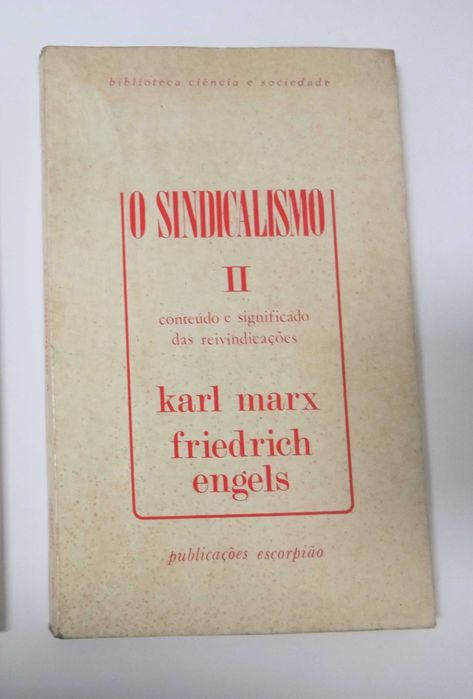 biblioteca ciência e sociedade
O SINDICALISMO
II
conteúdo e significado
das reivindicações
karl marx
friedrich
engels
publicações escorpião